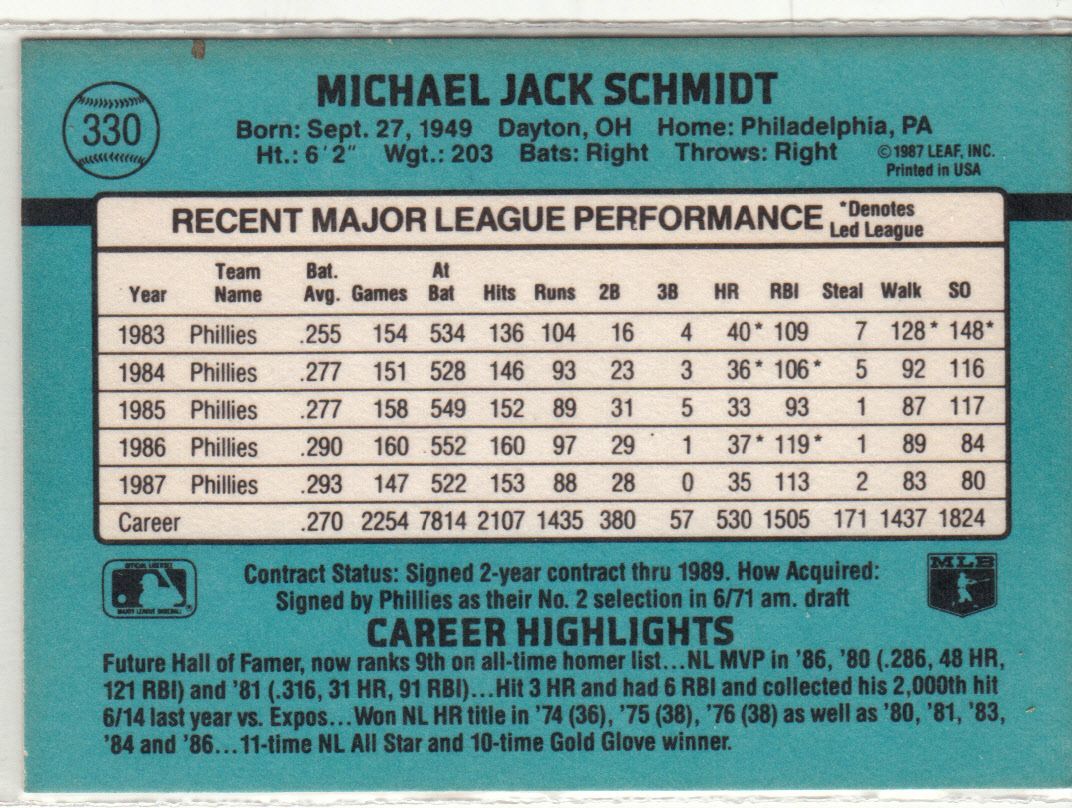 MICHAEL JACK SCHMIDT
330
Born: Sept. 27, 1949 Dayton, OH Home: Philadelphia, PA
Ht.: 6'2" Wgt.: 203 Bats: Right Throws: Right
©1987 LEAF, INC.
Printed in USA
RECENT MAJOR LEAGUE PERFORMANCE
*Denotes
Led League
Year Team Name Bat. Avg. Games At Bat Hits Runs 2B 3B HR RBI Steal Walk SO
1983 Phillies .255 154 534 136 104 16 4 40* 109 7 128* 148*
1984 Phillies .277 151 528 146 93 23 3 36* 106* 5 92 116
1985 Phillies .277 158 549 152 89 31 5 33 93 1 87 117
1986 Phillies .290 160 552 160 97 29 1 37* 119* 1 89 84
1987 Phillies .293 147 522 153 88 28 0 35 113 2 83 80
Career .270 2254 7814 2107 1435 380 57 530 1505 171 1437 1824
OFFICIAL LICENSEE
MAJOR LEAGUE BASEBALL
Contract Status: Signed 2-year contract thru 1989. How Acquired:
Signed by Phillies as their No. 2 selection in 6/71 am. draft
MLB
CAREER HIGHLIGHTS
Future Hall of Famer, now ranks 9th on all-time homer list...NL MVP in '86, '80 (.286, 48 HR,
121 RBI) and '81 (.316, 31 HR, 91 RBI)...Hit 3 HR and had 6 RBI and collected his 2,000th hit
6/14 last year vs. Expos...Won NL HR title in '74 (36), '75 (38), '76 (38) as well as '80, '81, '83,
'84 and '86...11-time NL All Star and 10-time Gold Glove winner.